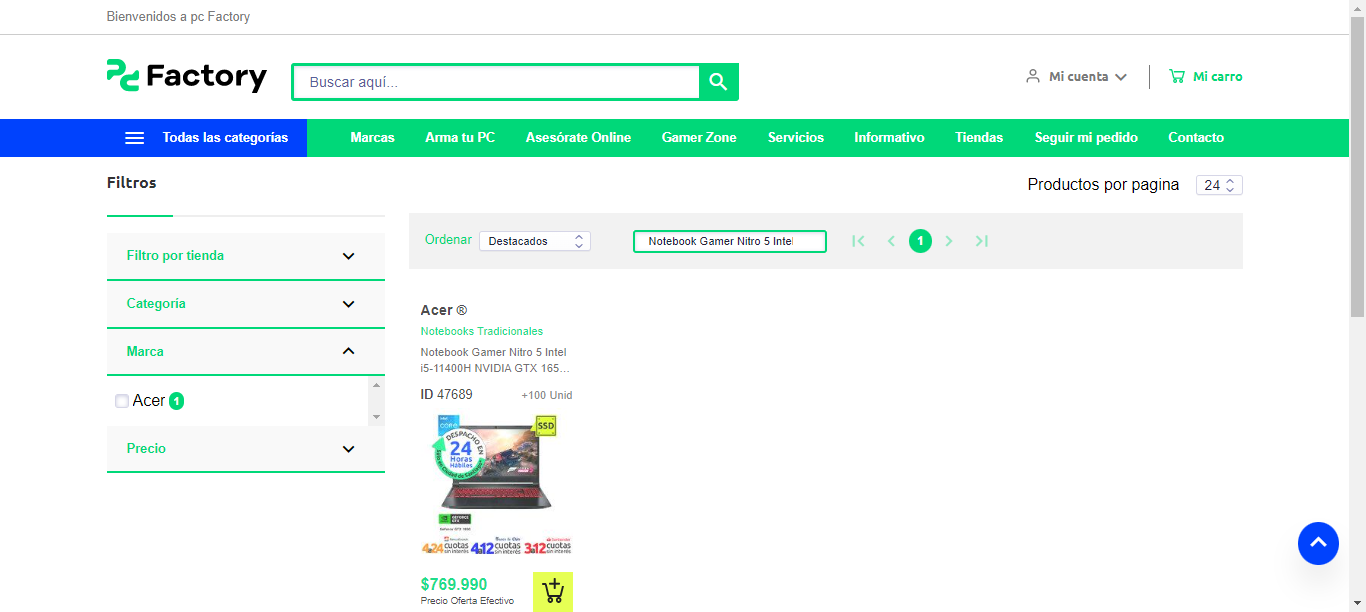 Bienvenidos a pc Factory
Factory
Buscar aquí...
Mi cuenta
Mi carro
Todas las categorías
Marcas
Arma tu PC
Asesórate Online
Gamer Zone
Servicios
Informativo
Tiendas
Seguir mi pedido
Contacto
Filtros
Productos por pagina 24
Filtro por tienda
Categoría
Marca
Acer 1
Precio
Ordenar Destacados
Notebook Gamer Nitro 5 Intel
1
Acer ®
Notebooks Tradicionales
Notebook Gamer Nitro 5 Intel
i5-11400H NVIDIA GTX 165...
ID 47689
+100 Unid
SSD
DESPACHO EN
24
Horas
Hábiles
4a24 cuotas sin interés
4a12 cuotas sin interés
3a12 cuotas sin interés
$769.990
Precio Oferta Efectivo